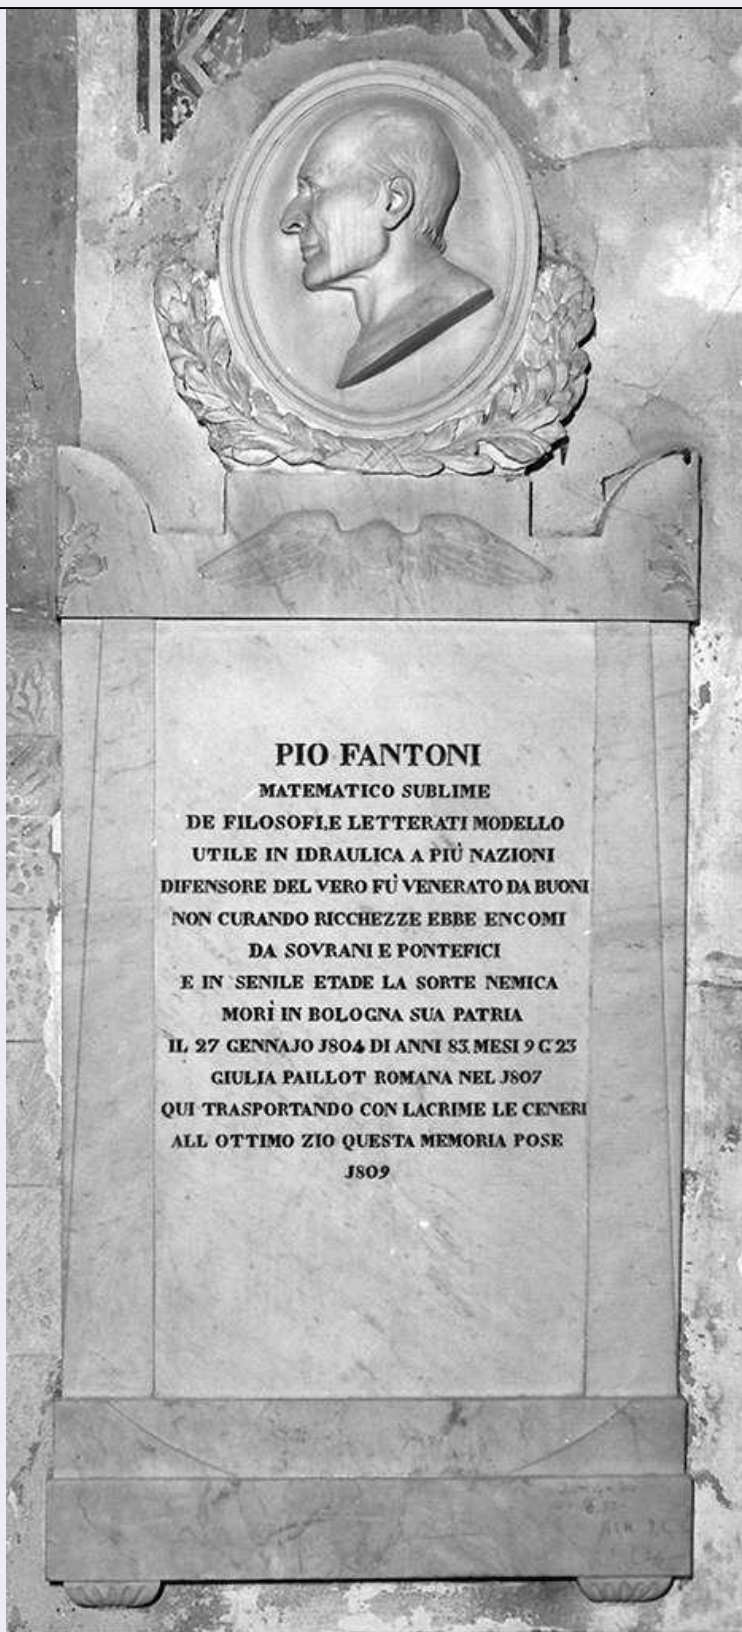 PIO FANTONI
MATEMATICO SUBLIME
DE FILOSOFI,E LETTERATI MODELLO
UTILE IN IDRAULICA A PIÙ NAZIONI
DIFENSORE DEL VERO FÙ VENERATO DA BUONI
NON CURANDO RICCHEZZE EBBE ENCOMI
DA SOVRANI E PONTEFICI
E IN SENILE ETADE LA SORTE NEMICA
MORÌ IN BOLOGNA SUA PATRIA
IL 27 GENNAJO J804 DI ANNI 83 MESI 9 G 23
GIULIA PAILLOT ROMANA NEL J807
QUI TRASPORTANDO CON LACRIME LE CENERI
ALL OTTIMO ZIO QUESTA MEMORIA POSE
J809